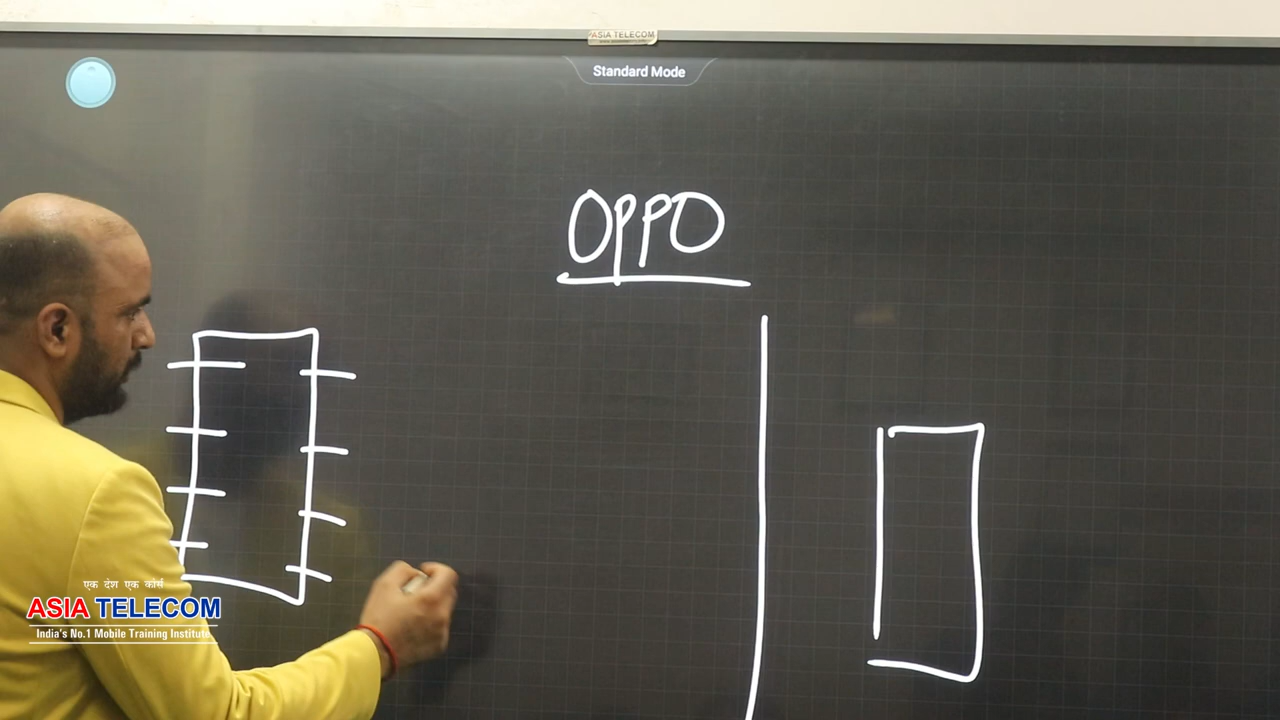 ASIA TELECOM
Standard Mode
OPPO
एक देश एक कोर्स
ASIA TELECOM
India's No.1 Mobile Training Institute